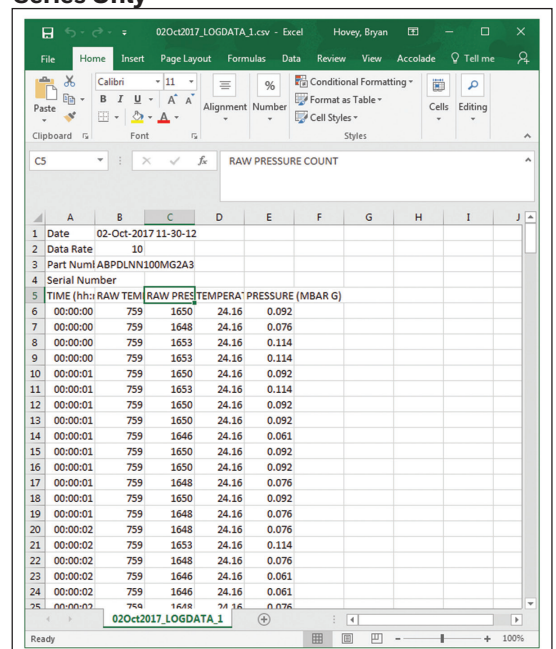 Series Only
02Oct2017_LOGDATA_1.csv - Excel Hovey, Bryan
File Home Insert Page Layout Formulas Data Review View Accolade Tell me
Paste
Calibri 11
B I U A A
Alignment
%
Number
Conditional Formatting
Format as Table
Cell Styles
Cells
Editing
Clipboard Font Styles
C5 fx RAW PRESSURE COUNT
A B C D E F G H I J
1 Date 02-Oct-2017 11-30-12
2 Data Rate 10
3 Part Numl ABPDLNN100MG2A3
4 Serial Number
5 TIME (hh:r RAW TEMI RAW PRES TEMPERAT PRESSURE (MBAR G)
6 00:00:00 759 1650 24.16 0.092
7 00:00:00 759 1648 24.16 0.076
8 00:00:00 759 1653 24.16 0.114
9 00:00:00 759 1653 24.16 0.114
10 00:00:01 759 1650 24.16 0.092
11 00:00:01 759 1653 24.16 0.114
12 00:00:01 759 1650 24.16 0.092
13 00:00:01 759 1650 24.16 0.092
14 00:00:01 759 1646 24.16 0.061
15 00:00:01 759 1650 24.16 0.092
16 00:00:01 759 1650 24.16 0.092
17 00:00:01 759 1648 24.16 0.076
18 00:00:01 759 1650 24.16 0.092
19 00:00:01 759 1648 24.16 0.076
20 00:00:02 759 1648 24.16 0.076
21 00:00:02 759 1653 24.16 0.114
22 00:00:02 759 1648 24.16 0.076
23 00:00:02 759 1646 24.16 0.061
24 00:00:02 759 1646 24.16 0.061
25 00:00:02 759 1648 24.16 0.076
02Oct2017_LOGDATA_1
Ready 100%